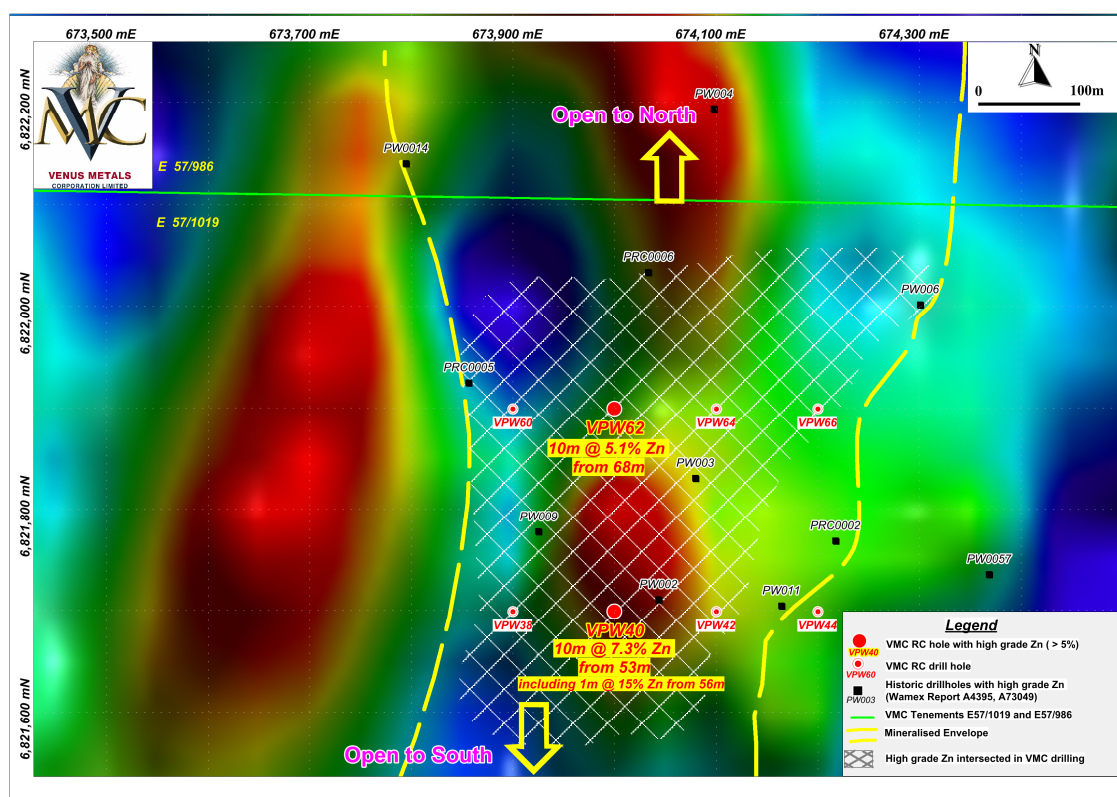 673,500 mE
673,700 mE
673,900 mE
674,100 mE
674,300 mE
6,822,200 mN
6,822,000 mN
6,821,800 mN
6,821,600 mN
VMC
VENUS METALS
CORPORATION LIMITED
N
0
100m
E 57/986
E 57/1019
PW004
Open to North
PW0014
PRC0006
PW006
PRC0005
VPW60
VPW62
10m @ 5.1% Zn
from 68m
VPW64
VPW66
PW003
PW009
PRC0002
PW0057
PW002
PW011
VPW38
VPW40
10m @ 7.3% Zn
from 53m
including 1m @ 15% Zn from 56m
VPW42
VPW44
Open to South
Legend
VPW40
VMC RC hole with high grade Zn ( > 5%)
VPW60
VMC RC drill hole
PW003
Historic drillholes with high grade Zn
(Wamex Report A4395, A73049)
VMC Tenements E57/1019 and E57/986
Mineralised Envelope
High grade Zn intersected in VMC drilling